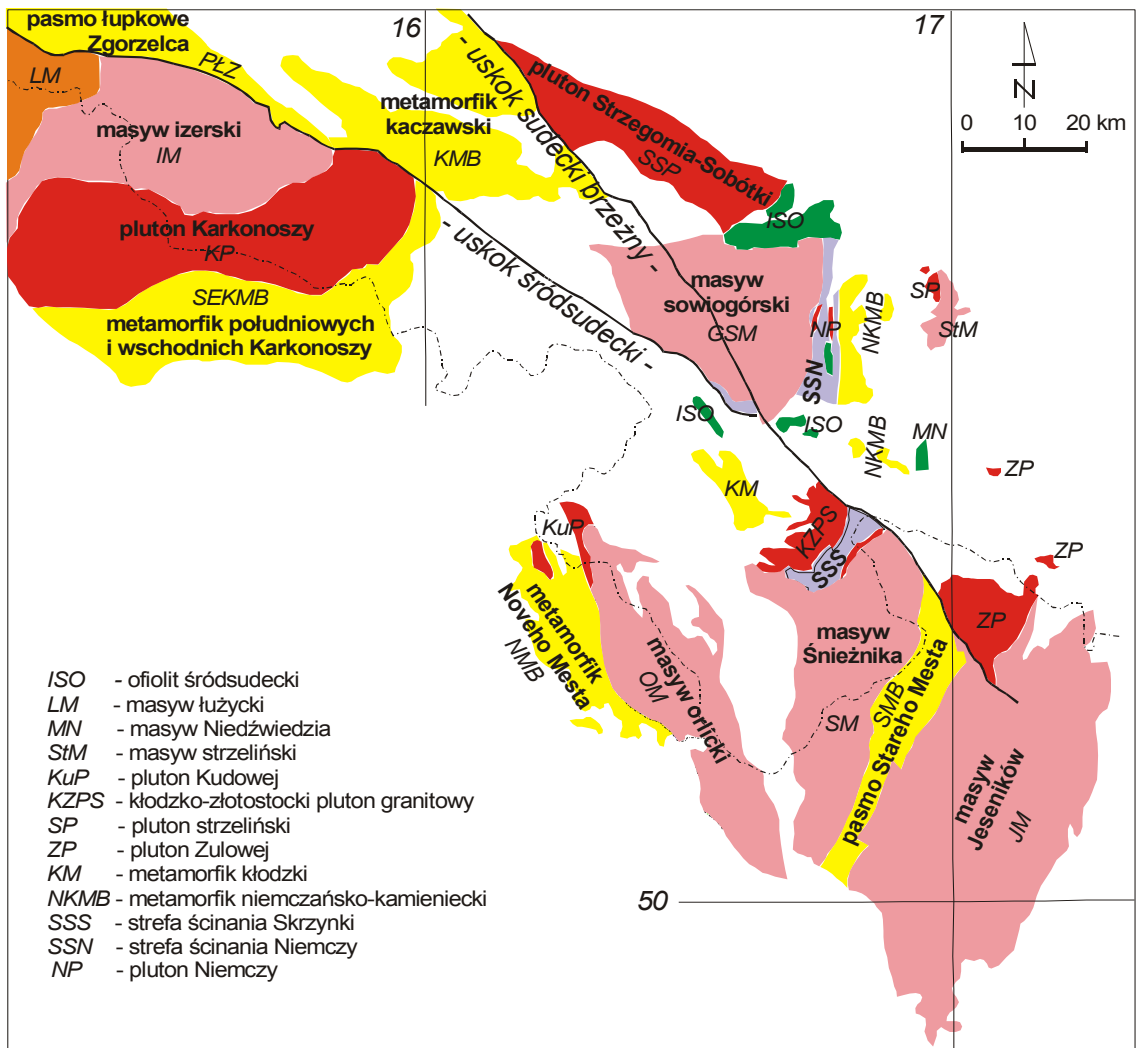 pasmo łupkowe
Zgorzelca
PŁZ
LM
16
17
N
0 10 20 km
- uskok sudecki brzeżny -
pluton Strzegomia-Sobótki
SSP
metamorfik
kaczawski
KMB
masyw izerski
IM
ISO
pluton Karkonoszy
KP
- uskok śródsudecki -
masyw
sowiogórski
GSM
SP
StM
NP
NKMB
SSN
SEKMB
metamorfik południowych
i wschodnich Karkonoszy
ISO
ISO
NKMB
MN
ZP
KM
KZPS
SSS
KuP
ZP
ZP
metamorfik
Noveho Mesta
NMB
masyw orlicki
OM
masyw
Śnieżnika
SM
SMB
pasmo Stareho Mesta
masyw
Jeseników
JM
50
ISO - ofiolit śródsudecki
LM - masyw łużycki
MN - masyw Niedźwiedzia
StM - masyw strzeliński
KuP - pluton Kudowej
KZPS - kłodzko-złotostocki pluton granitowy
SP - pluton strzeliński
ZP - pluton Zulowej
KM - metamorfik kłodzki
NKMB - metamorfik niemczańsko-kamieniecki
SSS - strefa ścinania Skrzynki
SSN - strefa ścinania Niemczy
NP - pluton Niemczy